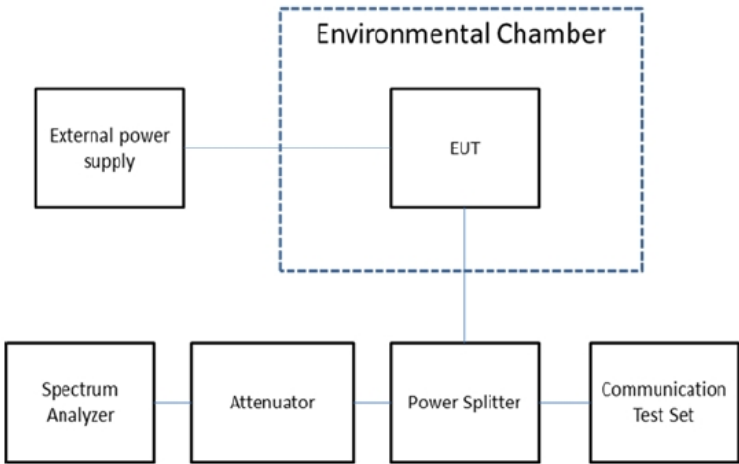 Environmental Chamber
External power
supply
EUT
Spectrum
Analyzer
Attenuator
Power Splitter
Communication
Test Set